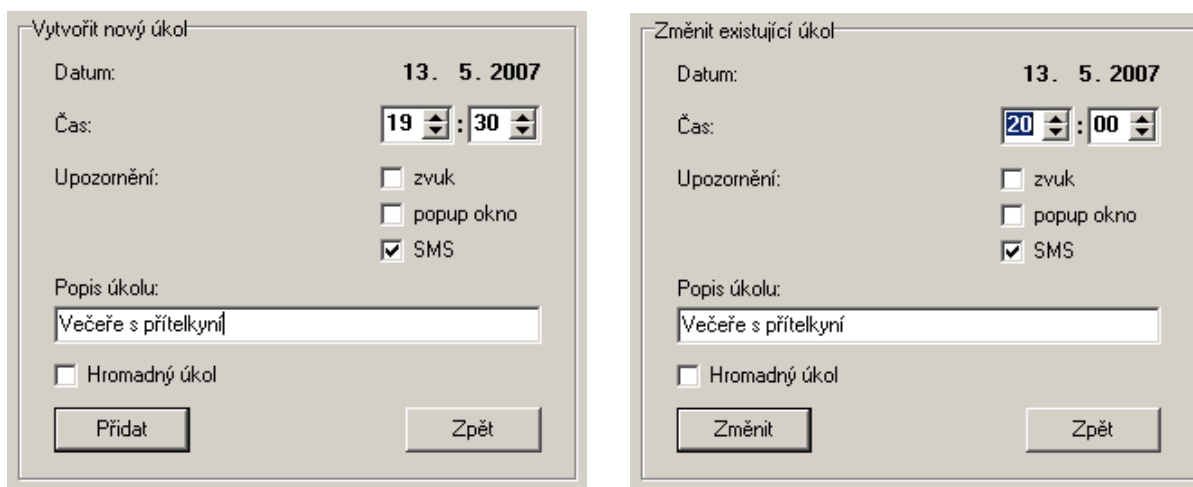 Vytvořit nový úkol
Datum: 13. 5. 2007
Čas: 19 : 30
Upozornění: zvuk
popup okno
SMS
Popis úkolu:
Večeře s přítelkyní
Hromadný úkol
Přidat Zpět
Změnit existující úkol
Datum: 13. 5. 2007
Čas: 20 : 00
Upozornění: zvuk
popup okno
SMS
Popis úkolu:
Večeře s přítelkyní
Hromadný úkol
Změnit Zpět